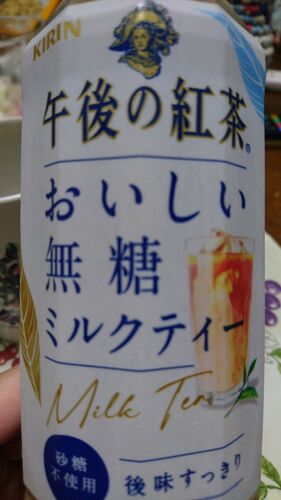 KIRIN
午後の紅茶
おいしい
無糖
ミルクティー
Milk Tea
砂糖
不使用
後味すっきり